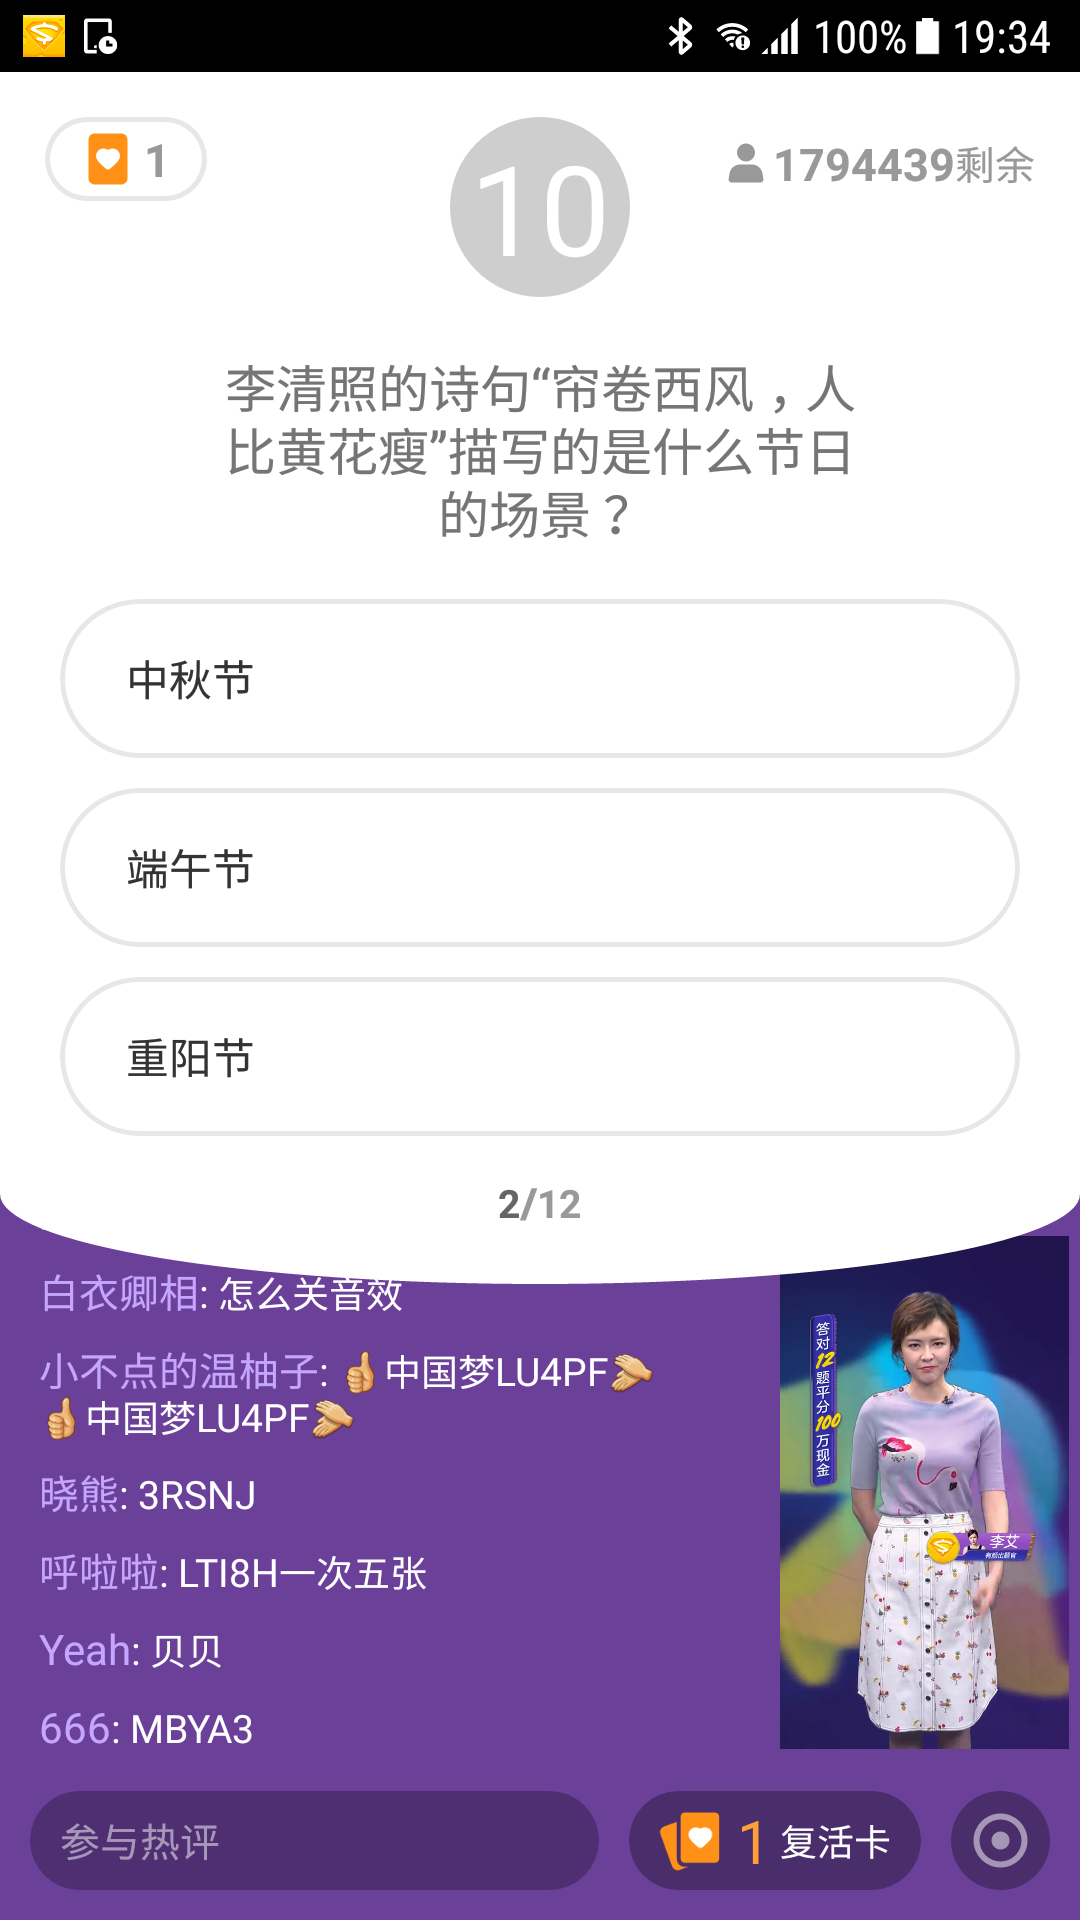 100% 19:34
1
10
1794439剩余
李清照的诗句“帘卷西风，人
比黄花瘦”描写的是什么节日
的场景？
中秋节
端午节
重阳节
2/12
白衣卿相: 怎么关音效
小不点的温柚子: 👍中国梦LU4PF👏
👍中国梦LU4PF👏
晓熊: 3RSNJ
呼啦啦: LTI8H一次五张
Yeah: 贝贝
666: MBYA3
答对12题平分100万现金
李艾
有颜出题官
参与热评
1 复活卡